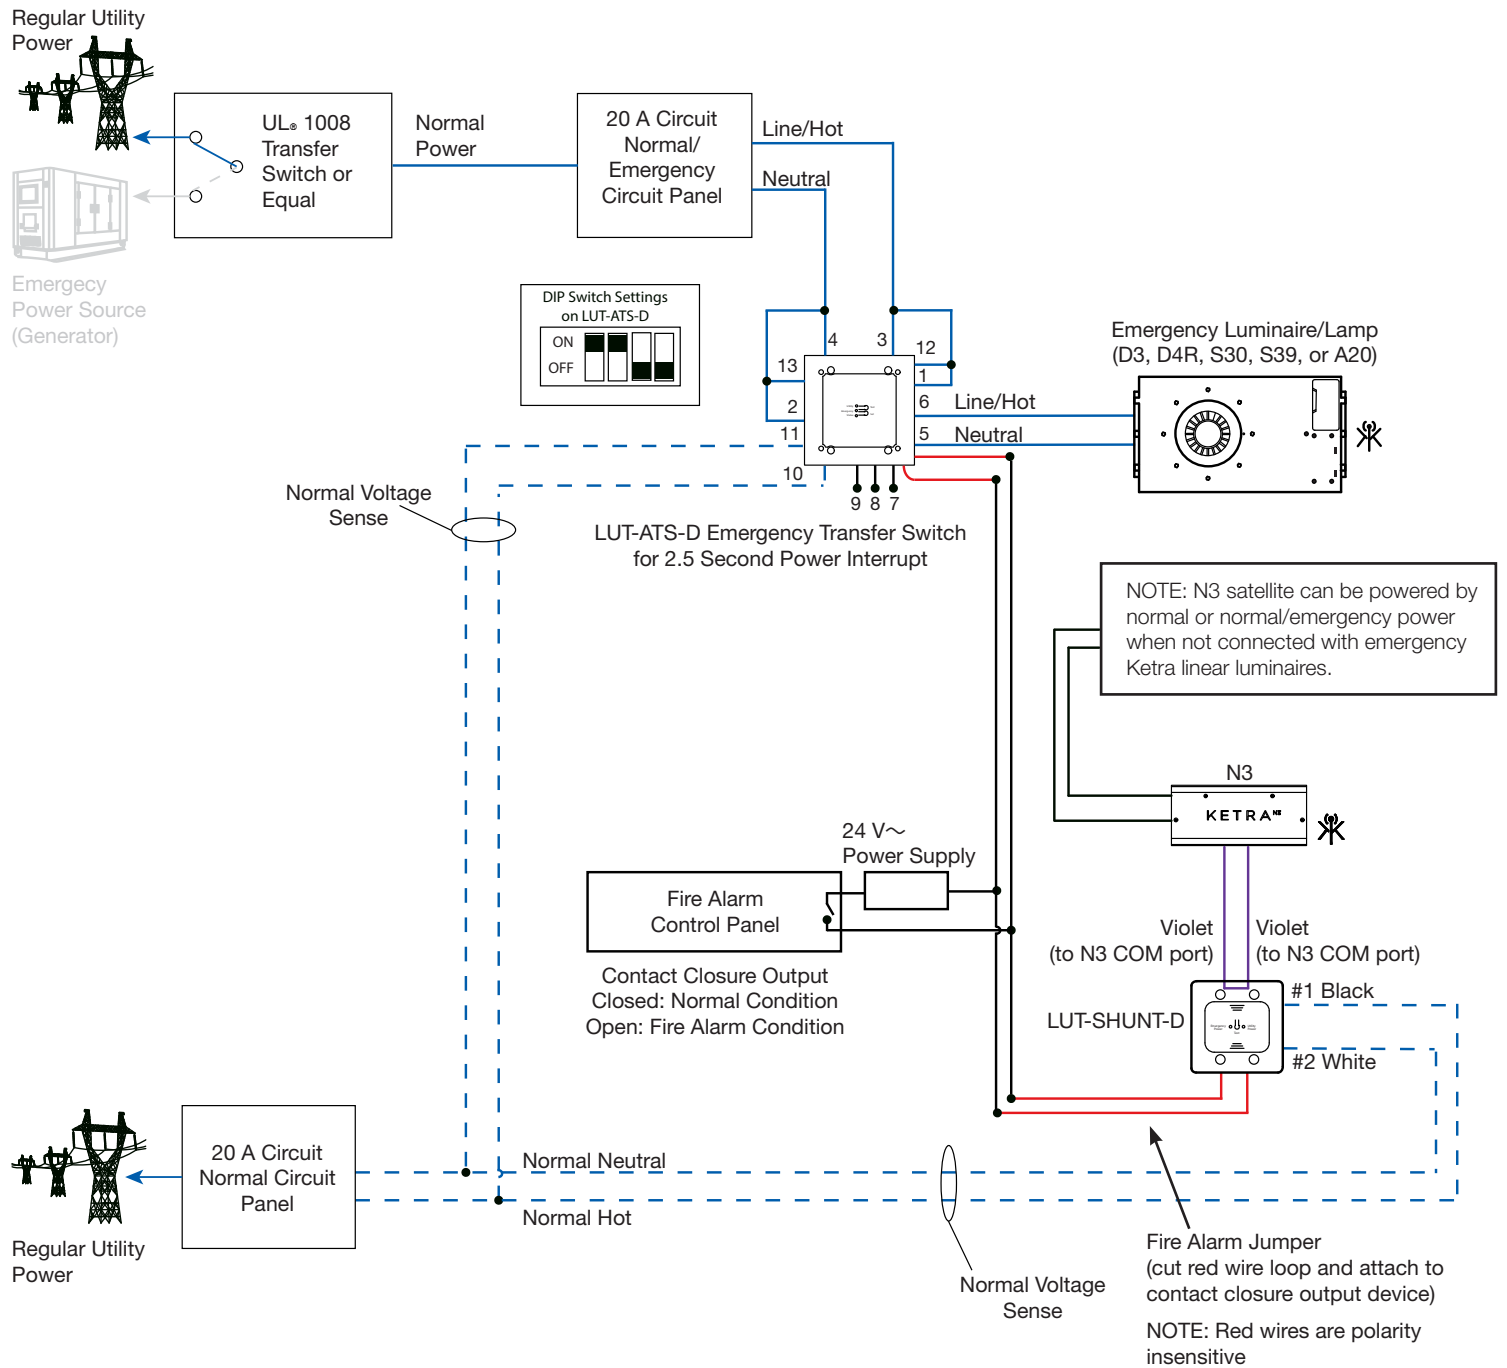 Regular Utility
Power
UL® 1008
Transfer
Switch or
Equal
Normal
Power
20 A Circuit
Normal/
Emergency
Circuit Panel
Line/Hot
Neutral
Emergecy
Power Source
(Generator)
DIP Switch Settings
on LUT-ATS-D
ON
OFF
4
3
12
13
1
2
6
11
5
10
9
8
7
Line/Hot
Neutral
Emergency Luminaire/Lamp
(D3, D4R, S30, S39, or A20)
Normal Voltage
Sense
LUT-ATS-D Emergency Transfer Switch
for 2.5 Second Power Interrupt
NOTE: N3 satellite can be powered by
normal or normal/emergency power
when not connected with emergency
Ketra linear luminaires.
N3
KETRA N3
24 V~
Power Supply
Fire Alarm
Control Panel
Contact Closure Output
Closed: Normal Condition
Open: Fire Alarm Condition
Violet
(to N3 COM port)
Violet
(to N3 COM port)
LUT-SHUNT-D
#1 Black
#2 White
20 A Circuit
Normal Circuit
Panel
Normal Neutral
Normal Hot
Regular Utility
Power
Normal Voltage
Sense
Fire Alarm Jumper
(cut red wire loop and attach to
contact closure output device)
NOTE: Red wires are polarity
insensitive